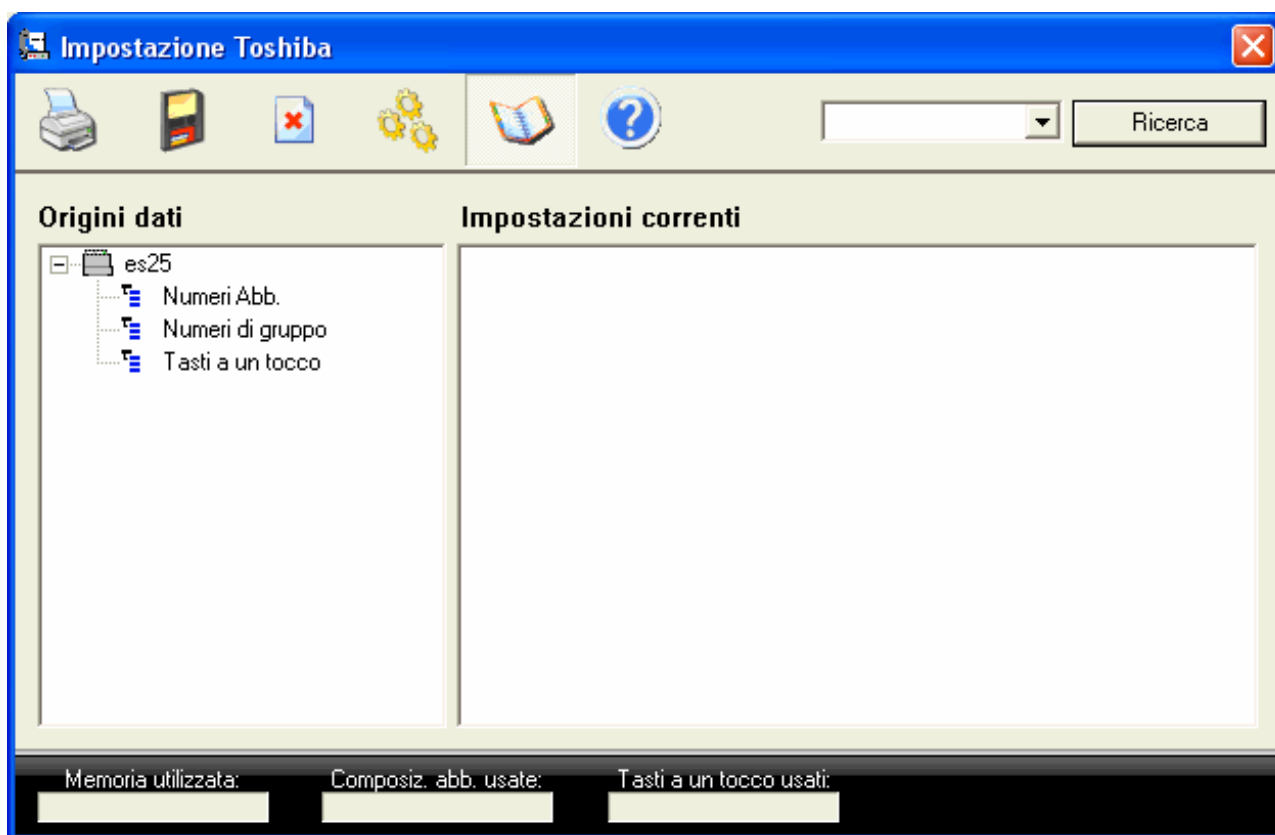 Impostazione Toshiba
Ricerca
Origini dati
Impostazioni correnti
es25
Numeri Abb.
Numeri di gruppo
Tasti a un tocco
Memoria utilizzata:
Composiz. abb. usate:
Tasti a un tocco usati: